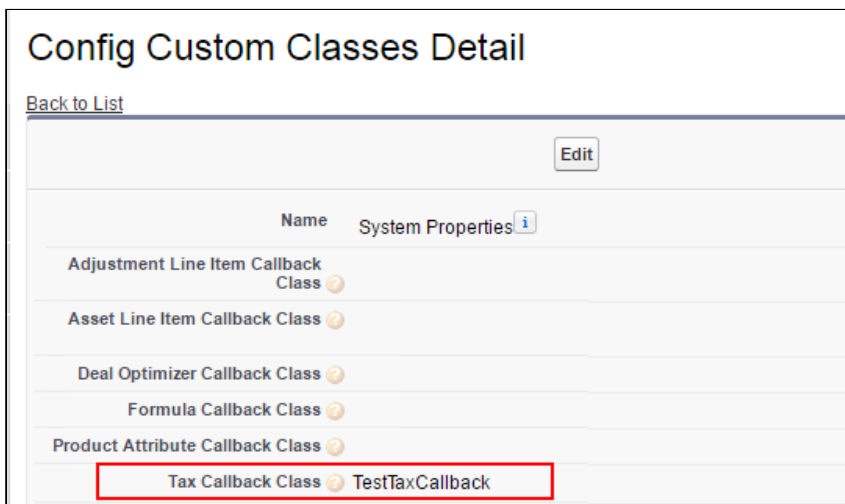 Config Custom Classes Detail
Back to List
Edit
Name System Properties i
Adjustment Line Item Callback
Class ?
Asset Line Item Callback Class ?
Deal Optimizer Callback Class ?
Formula Callback Class ?
Product Attribute Callback Class ?
Tax Callback Class ? TestTaxCallback